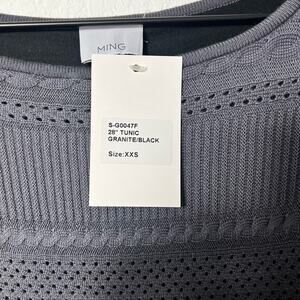 MING
S-G0047F
28" TUNIC
GRANITE/BLACK
Size:XXS